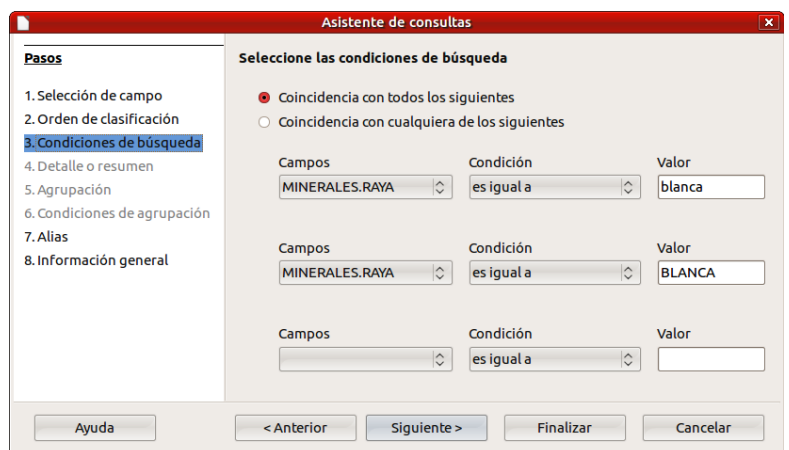 Asistente de consultas
Pasos
1. Selección de campo
2. Orden de clasificación
3. Condiciones de búsqueda
4. Detalle o resumen
5. Agrupación
6. Condiciones de agrupación
7. Alias
8. Información general
Seleccione las condiciones de búsqueda
Coincidencia con todos los siguientes
Coincidencia con cualquiera de los siguientes
Campos Condición Valor
MINERALES.RAYA es igual a blanca
Campos Condición Valor
MINERALES.RAYA es igual a BLANCA
Campos Condición Valor
es igual a
Ayuda < Anterior Siguiente > Finalizar Cancelar